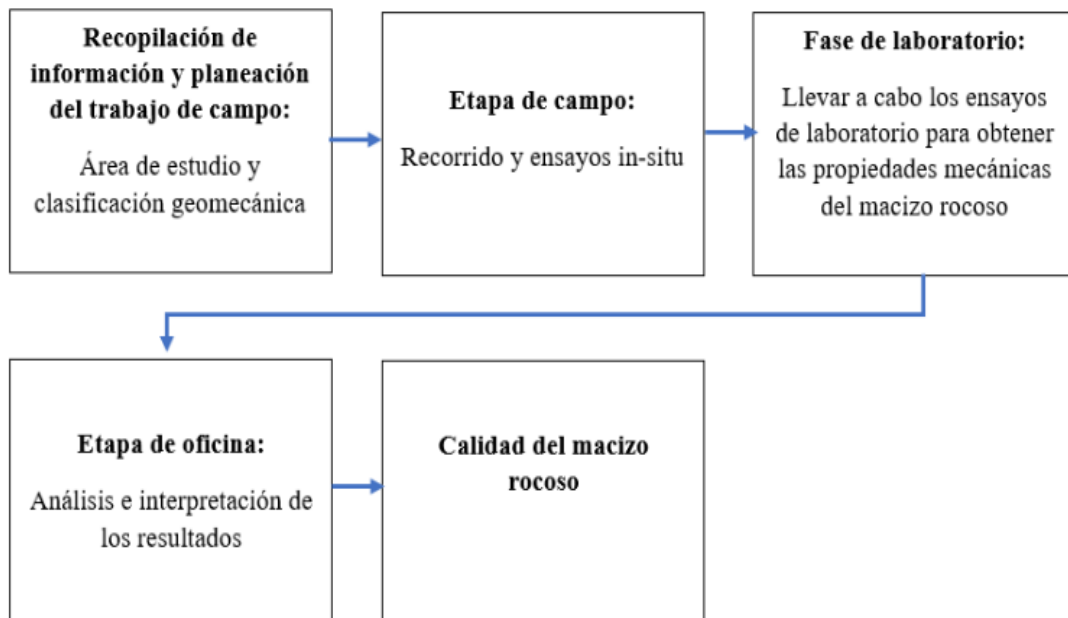 Recopilación de
información y planeación
del trabajo de campo:
Área de estudio y
clasificación geomecánica
Etapa de campo:
Recorrido y ensayos in-situ
Fase de laboratorio:
Llevar a cabo los ensayos
de laboratorio para obtener
las propiedades mecánicas
del macizo rocoso
Etapa de oficina:
Análisis e interpretación de
los resultados
Calidad del macizo
rocoso